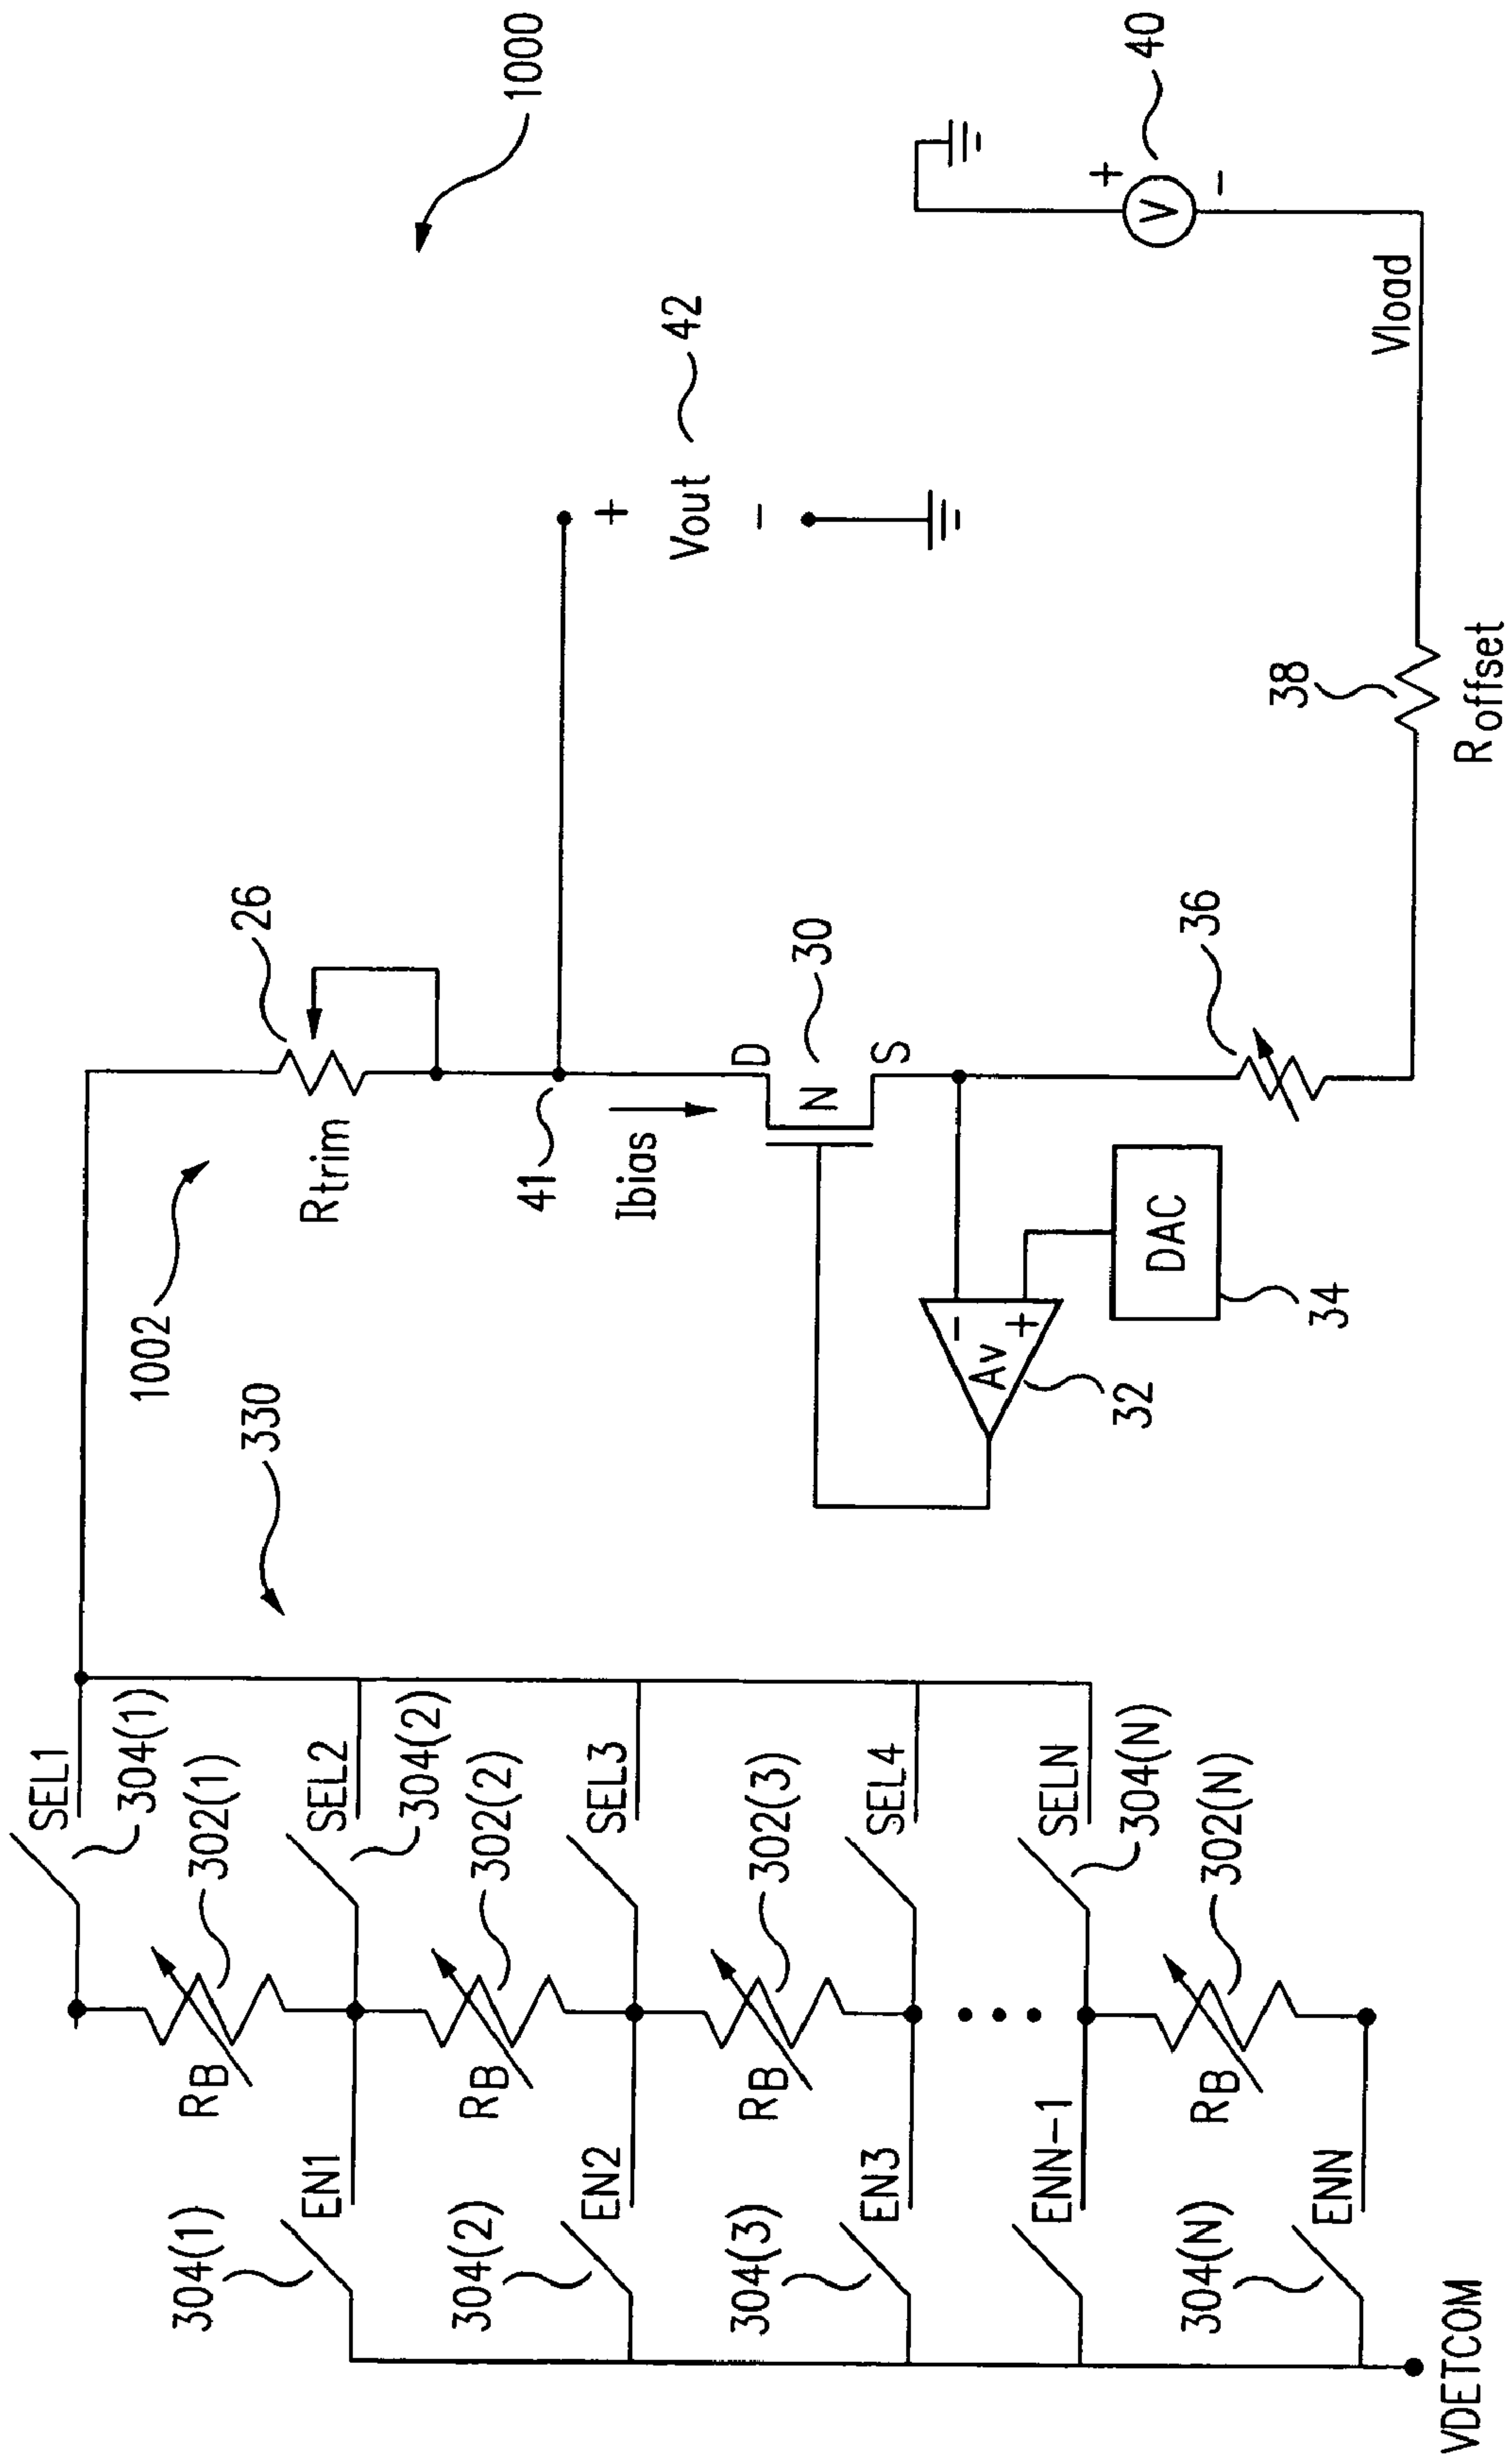 1000
1002
330
SEL1
304(1)
302(1)
RB
304(1)
EN1
SEL2
304(2)
302(2)
RB
304(2)
EN2
SEL3
302(3)
RB
304(3)
EN3
SEL4
SELN
304(N)
ENN-1
302(N)
RB
304(N)
ENN
VDETCOM
26
Rtrim
41
Ibias
D
N
S
30
-
+
Av
32
DAC
34
36
38
Roffset
+
Vout
-
42
+
V
-
40
Vload